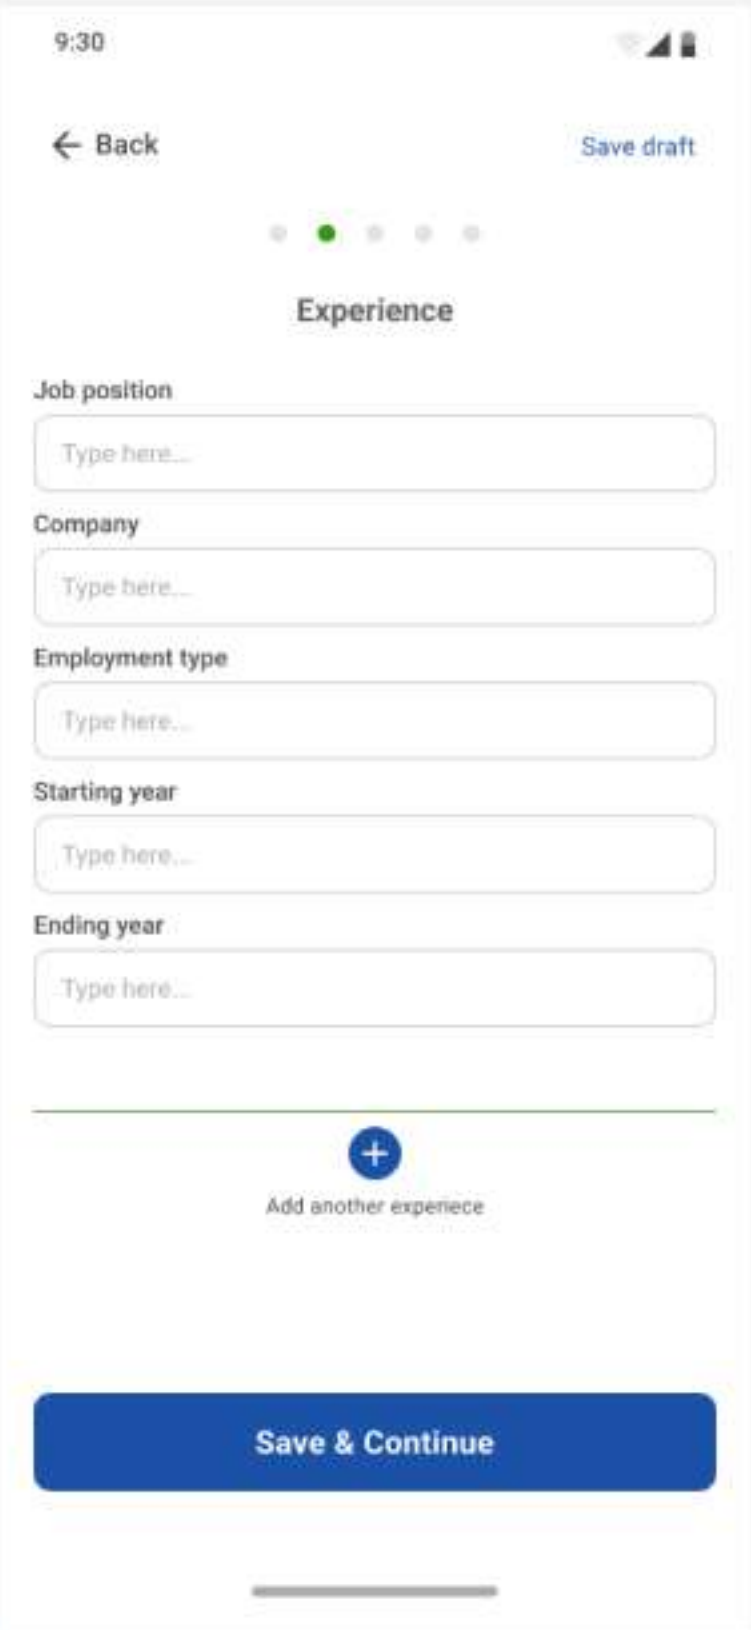 9:30
Back
Save draft
Experience
Job position
Type here...
Company
Type here...
Employment type
Type here...
Starting year
Type here...
Ending year
Type here...
Add another experiece
Save & Continue